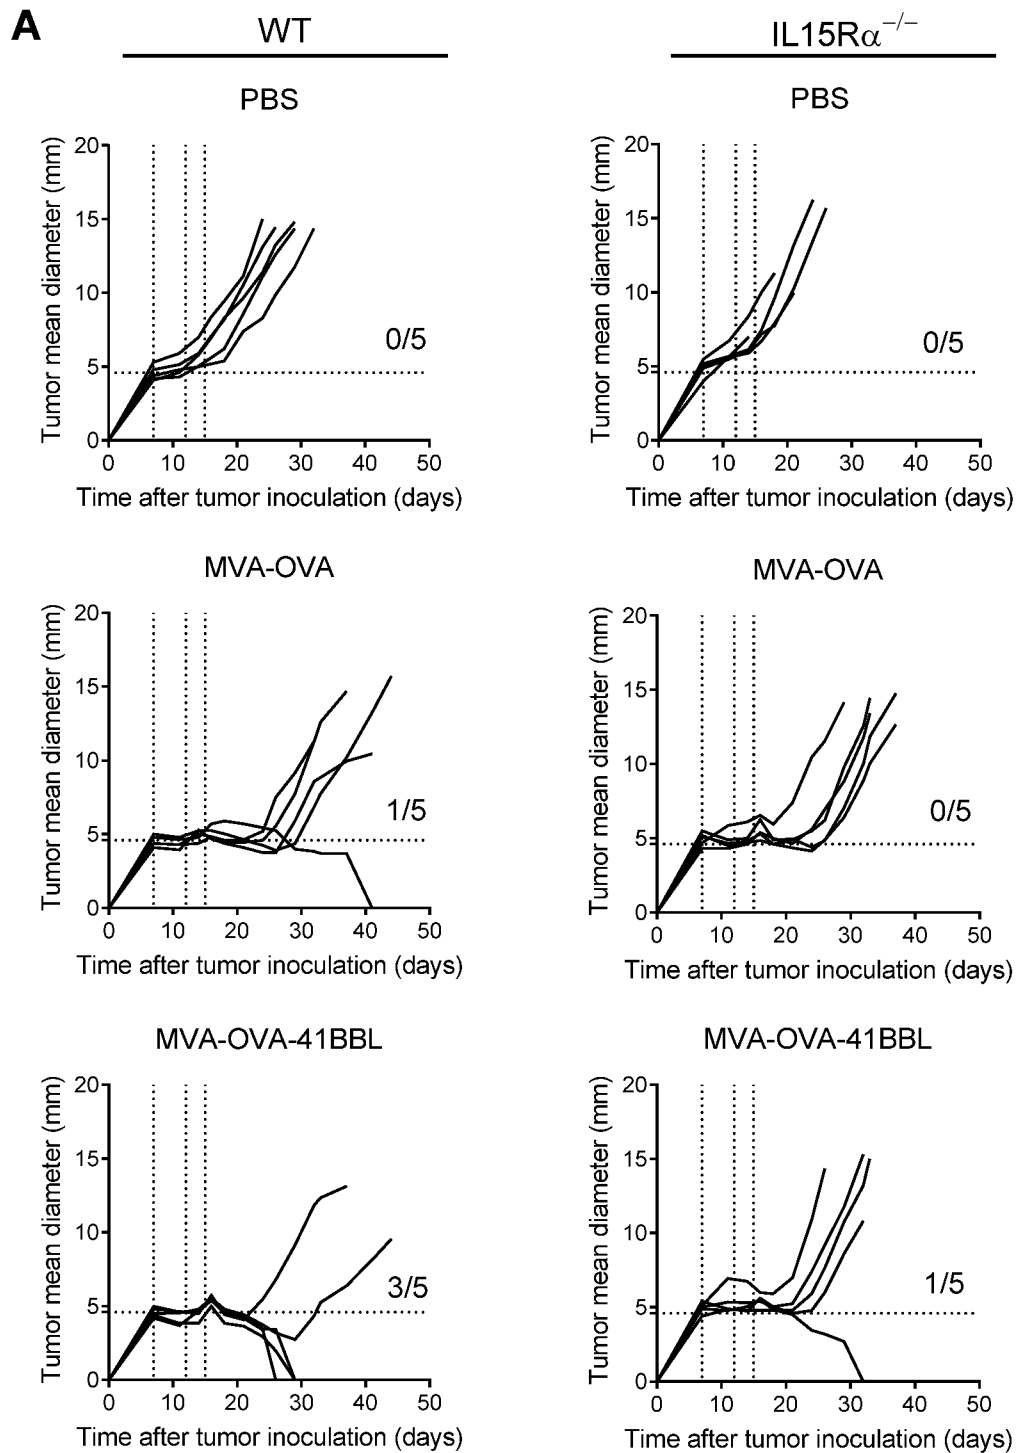 A
WT
IL15Rα−/−
PBS
PBS
Tumor mean diameter (mm)
20
15
10
5
0
0/5
0 10 20 30 40 50
Time after tumor inoculation (days)
Tumor mean diameter (mm)
20
15
10
5
0
0/5
0 10 20 30 40 50
Time after tumor inoculation (days)
MVA-OVA
MVA-OVA
Tumor mean diameter (mm)
20
15
10
5
0
1/5
0 10 20 30 40 50
Time after tumor inoculation (days)
Tumor mean diameter (mm)
20
15
10
5
0
0/5
0 10 20 30 40 50
Time after tumor inoculation (days)
MVA-OVA-41BBL
MVA-OVA-41BBL
Tumor mean diameter (mm)
20
15
10
5
0
3/5
0 10 20 30 40 50
Time after tumor inoculation (days)
Tumor mean diameter (mm)
20
15
10
5
0
1/5
0 10 20 30 40 50
Time after tumor inoculation (days)